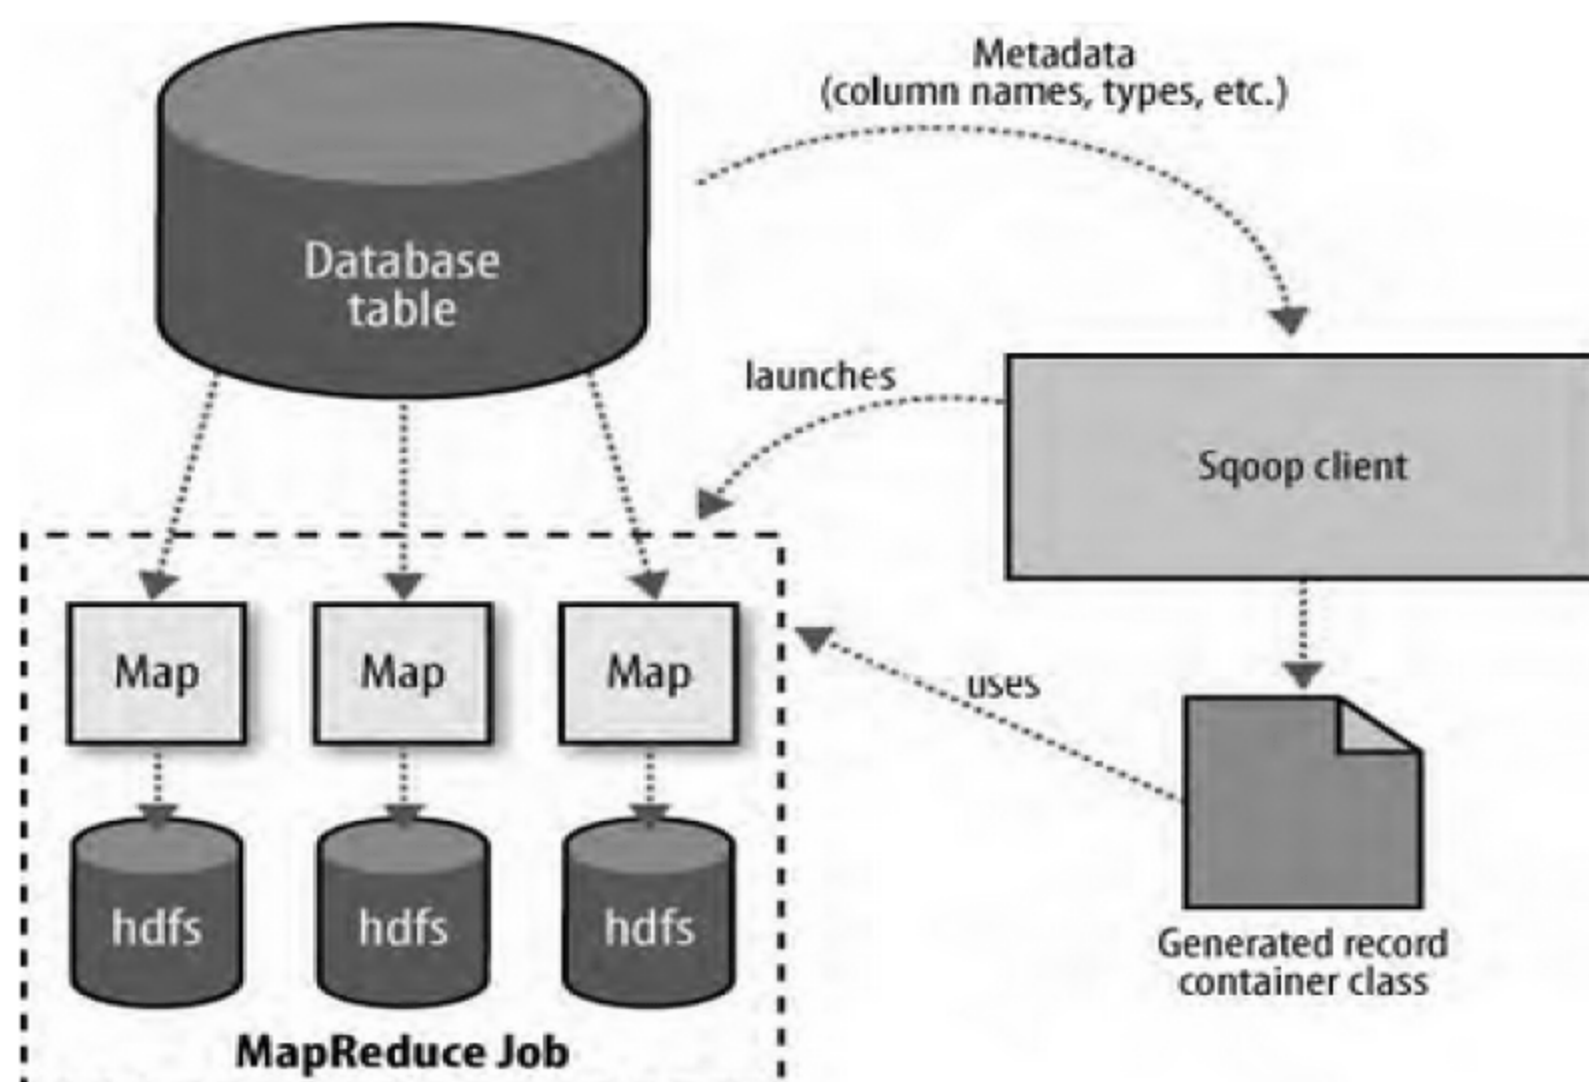 Metadata
(column names, types, etc.)
Database
table
launches
Sqoop client
Map
Map
Map
uses
hdfs
hdfs
hdfs
Generated record
container class
MapReduce Job